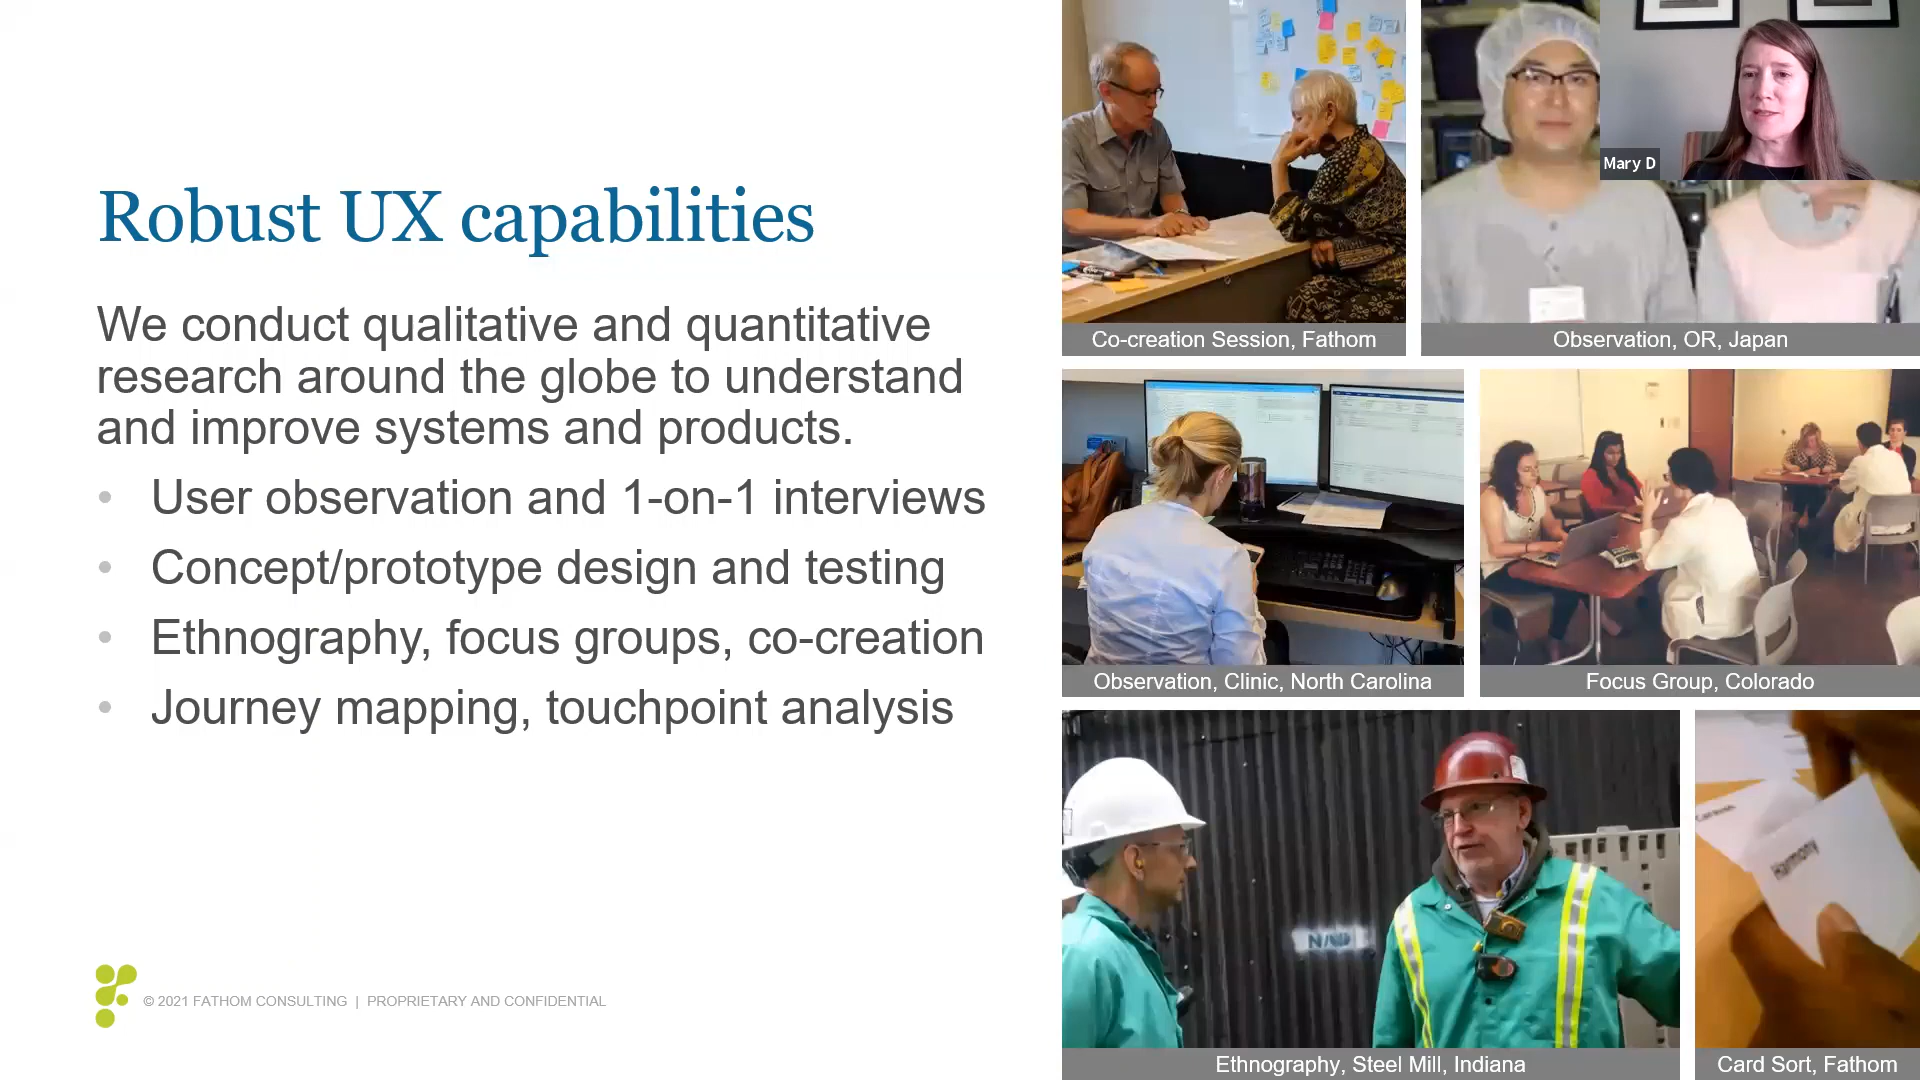 Robust UX capabilities
We conduct qualitative and quantitative
research around the globe to understand
and improve systems and products.
• User observation and 1-on-1 interviews
• Concept/prototype design and testing
• Ethnography, focus groups, co-creation
• Journey mapping, touchpoint analysis
© 2021 FATHOM CONSULTING | PROPRIETARY AND CONFIDENTIAL
Mary D
Co-creation Session, Fathom
Observation, OR, Japan
Observation, Clinic, North Carolina
Focus Group, Colorado
Harmony
Ethnography, Steel Mill, Indiana
Card Sort, Fathom